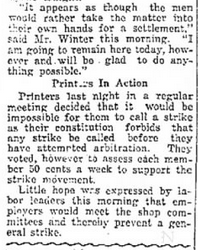 "It appears as though the men
would rather take the matter into
their own hands for a settlement,"
said Mr. Winter this morning. "I
am going to remain here today, how-
ever and will be glad to do any-
thing possible."
Printers In Action
Printers last night in a regular
meeting decided that it would be
impossible for them to call a strike
as their constitution forbids that
any strike be called before they
have attempted arbitration. They
voted, however to assess each mem-
ber 50 cents a week to support the
strike movement.
Little hope was expressed by la-
bor leaders this morning that em-
ployers would meet the shop com-
mittees and thereby prevent a gen-
eral strike.